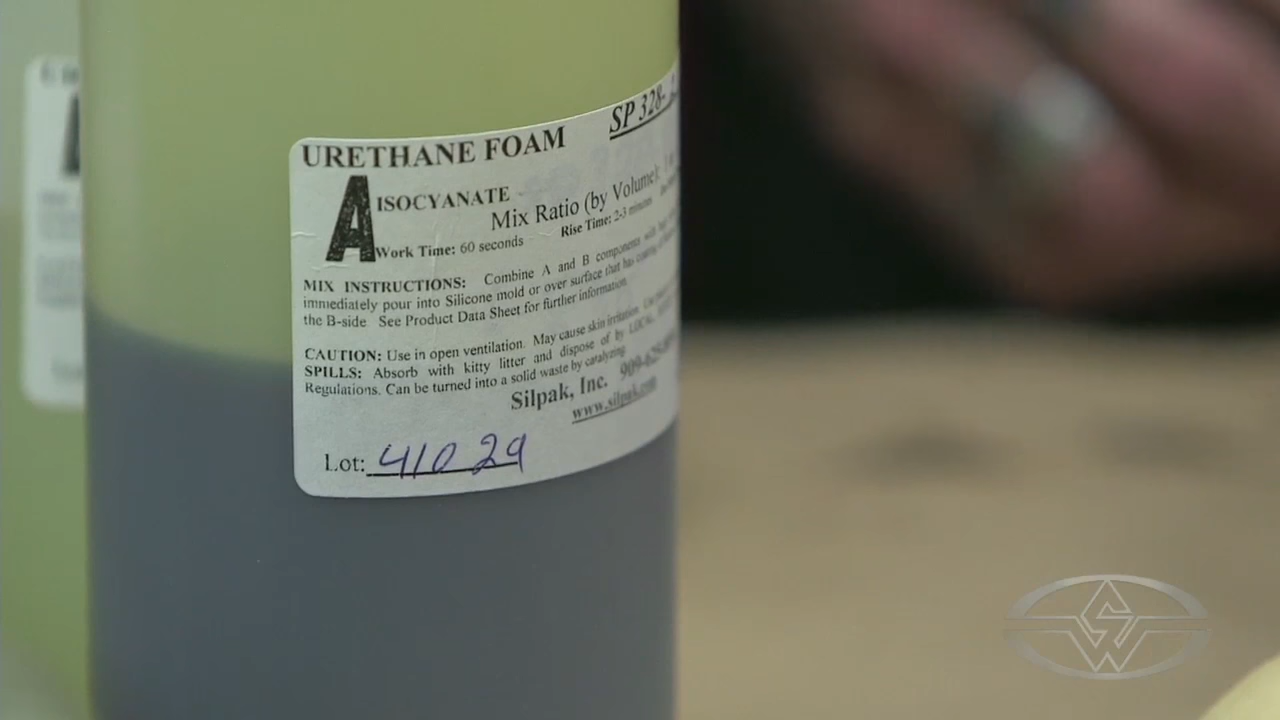 URETHANE FOAM SP 328-
A ISOCYANATE
Mix Ratio (by Volume):
Work Time: 60 seconds Rise Time: 2-3 minutes
MIX INSTRUCTIONS: Combine A and B components with
immediately pour into Silicone mold or over surface that has
the B-side See Product Data Sheet for further information.
CAUTION: Use in open ventilation. May cause skin irritation.
SPILLS: Absorb with kitty litter and dispose of by LOCAL,
Regulations. Can be turned into a solid waste by catalyzing.
Silpak, Inc. 909-625-
www.silpak.com
Lot: 41029